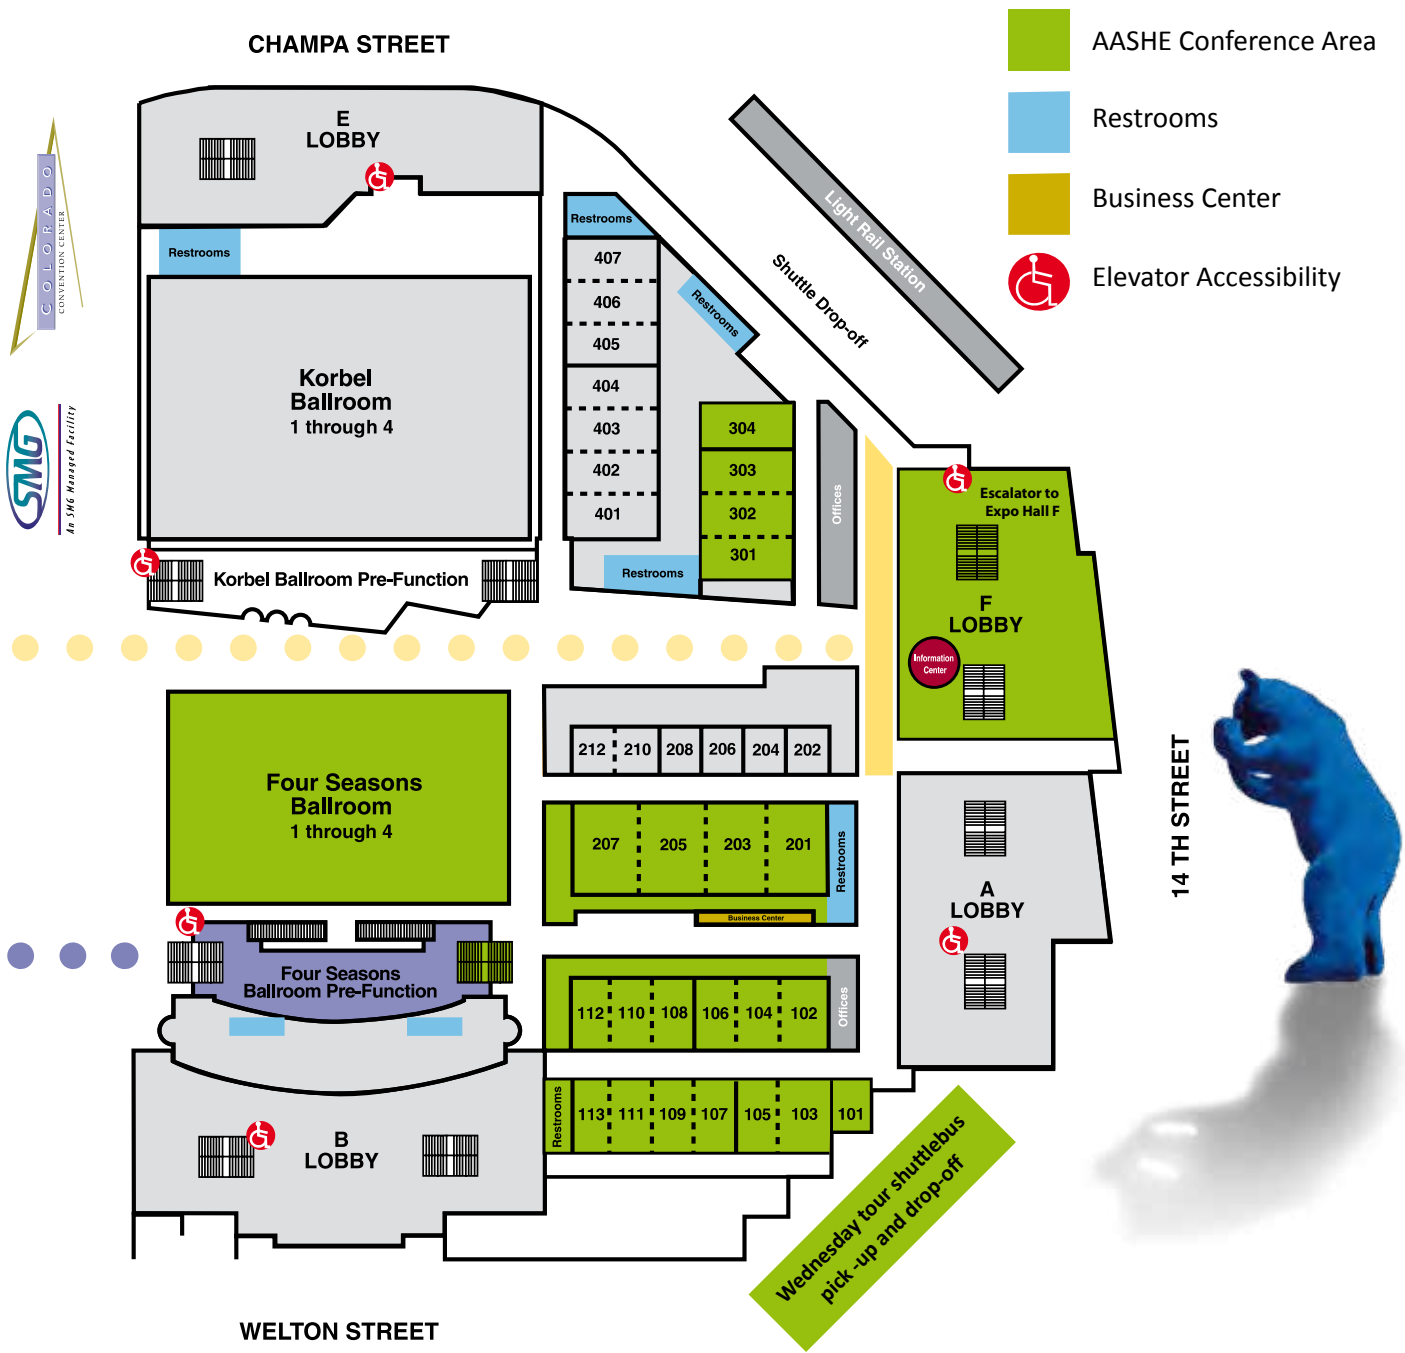 CHAMPA STREET
AASHE Conference Area
Restrooms
Business Center
Elevator Accessibility
COLORADO
CONVENTION CENTER
SMG
An SMG Managed Facility
E
LOBBY
Restrooms
Korbel
Ballroom
1 through 4
Korbel Ballroom Pre-Function
Restrooms
407
406
405
404
403
402
401
Restrooms
Restrooms
304
303
302
301
Offices
Light Rail Station
Shuttle Drop-off
Escalator to
Expo Hall F
F
LOBBY
Information
Center
Four Seasons
Ballroom
1 through 4
212
210
208
206
204
202
207
205
203
201
Restrooms
Business Center
A
LOBBY
14 TH STREET
Four Seasons
Ballroom Pre-Function
112
110
108
106
104
102
Offices
B
LOBBY
Restrooms
113
111
109
107
105
103
101
Wednesday tour shuttlebus
pick -up and drop-off
WELTON STREET